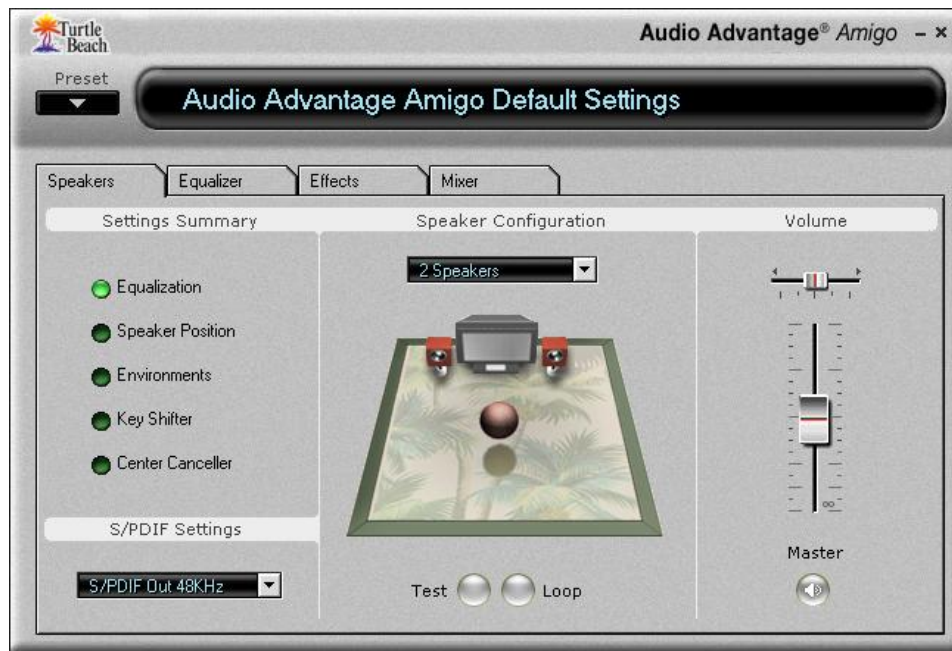 Turtle
Beach
Audio Advantage® Amigo
Preset
Audio Advantage Amigo Default Settings
Speakers
Equalizer
Effects
Mixer
Settings Summary
Equalization
Speaker Position
Environments
Key Shifter
Center Canceller
S/PDIF Settings
S/PDIF Out 48KHz
Speaker Configuration
2 Speakers
Test
Loop
Volume
∞
Master